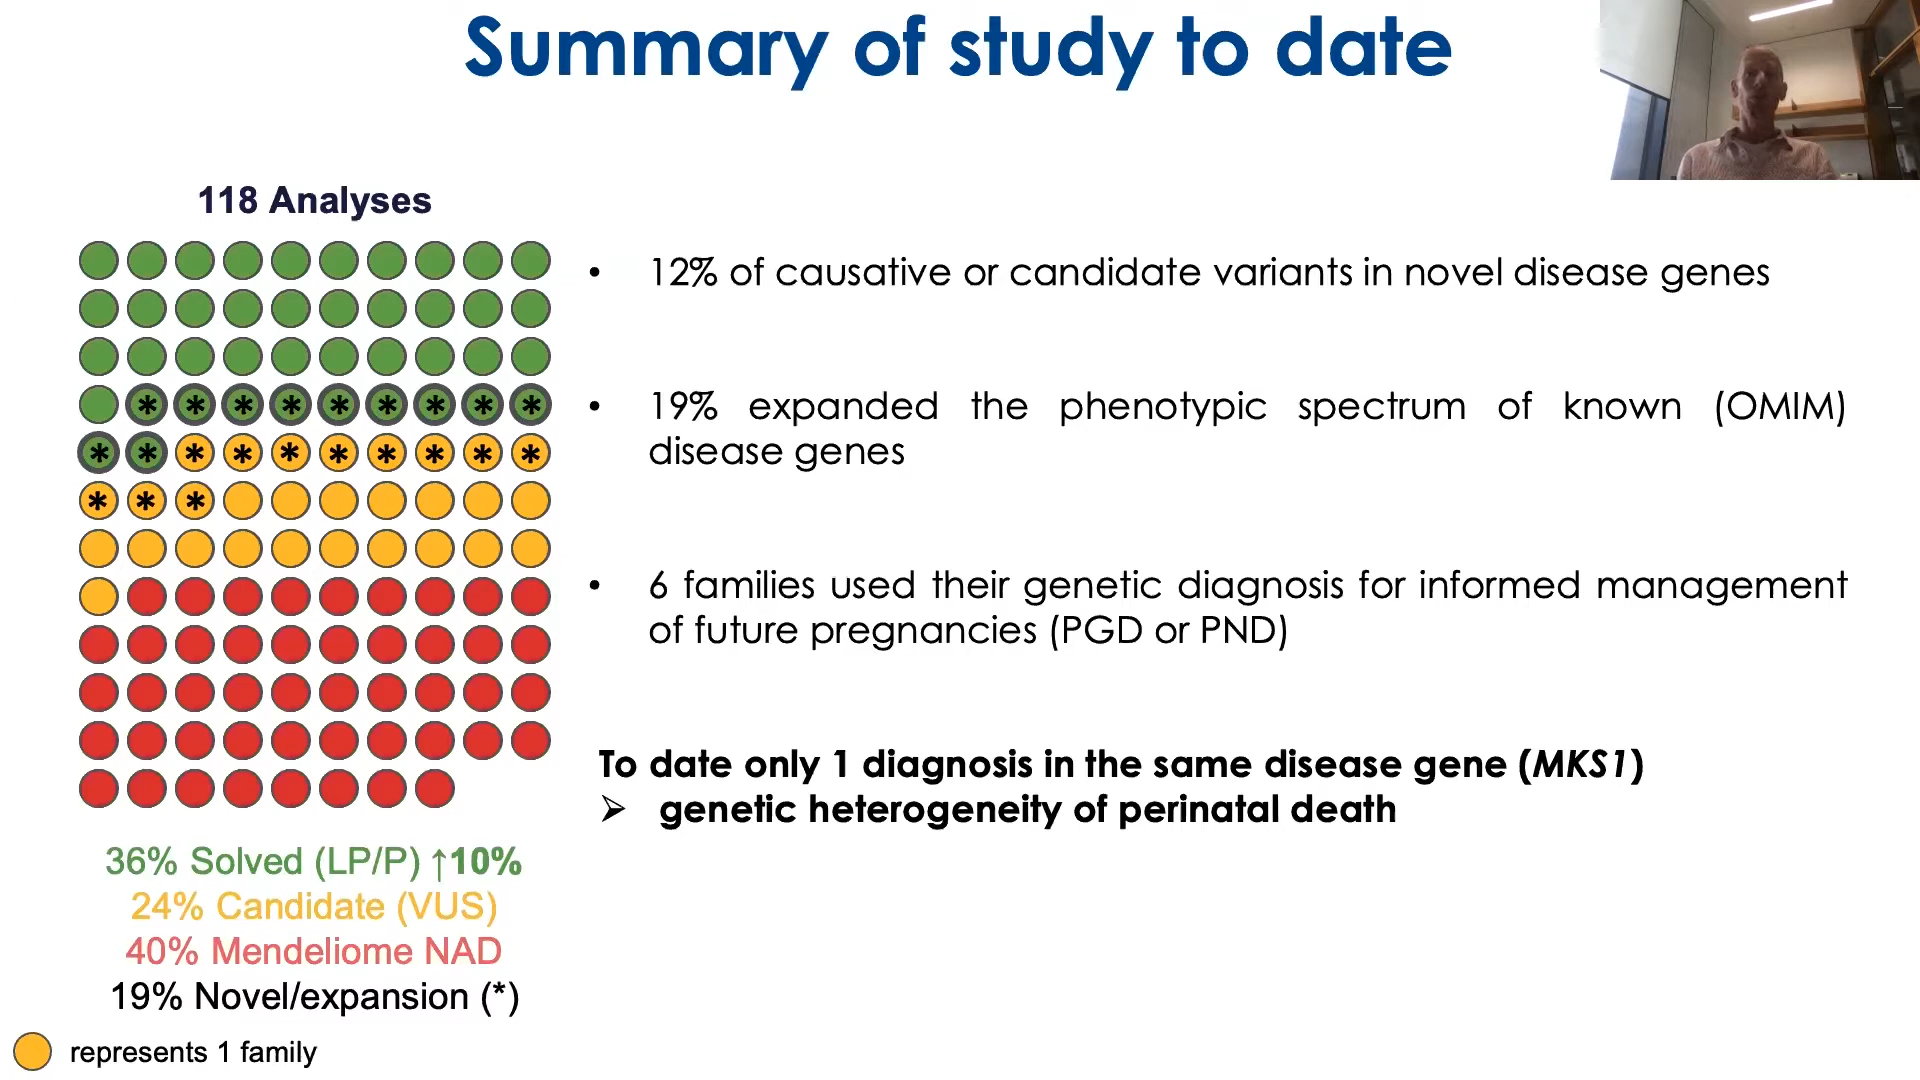 Summary of study to date
118 Analyses
* * * * * * * * *
* * * * * * * * * *
* * *
36% Solved (LP/P) ↑10%
24% Candidate (VUS)
40% Mendeliome NAD
19% Novel/expansion (*)
represents 1 family
• 12% of causative or candidate variants in novel disease genes
• 19% expanded the phenotypic spectrum of known (OMIM)
disease genes
• 6 families used their genetic diagnosis for informed management
of future pregnancies (PGD or PND)
To date only 1 diagnosis in the same disease gene (MKS1)
➢ genetic heterogeneity of perinatal death